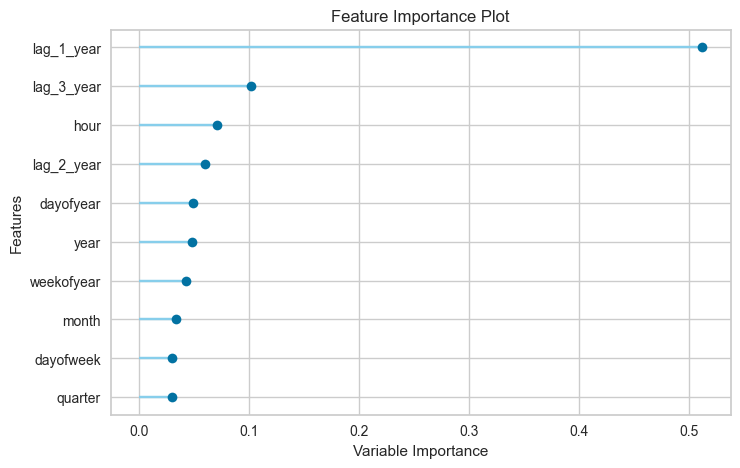 Feature Importance Plot
Features
lag_1_year
lag_3_year
hour
lag_2_year
dayofyear
year
weekofyear
month
dayofweek
quarter
0.0 0.1 0.2 0.3 0.4 0.5
Variable Importance